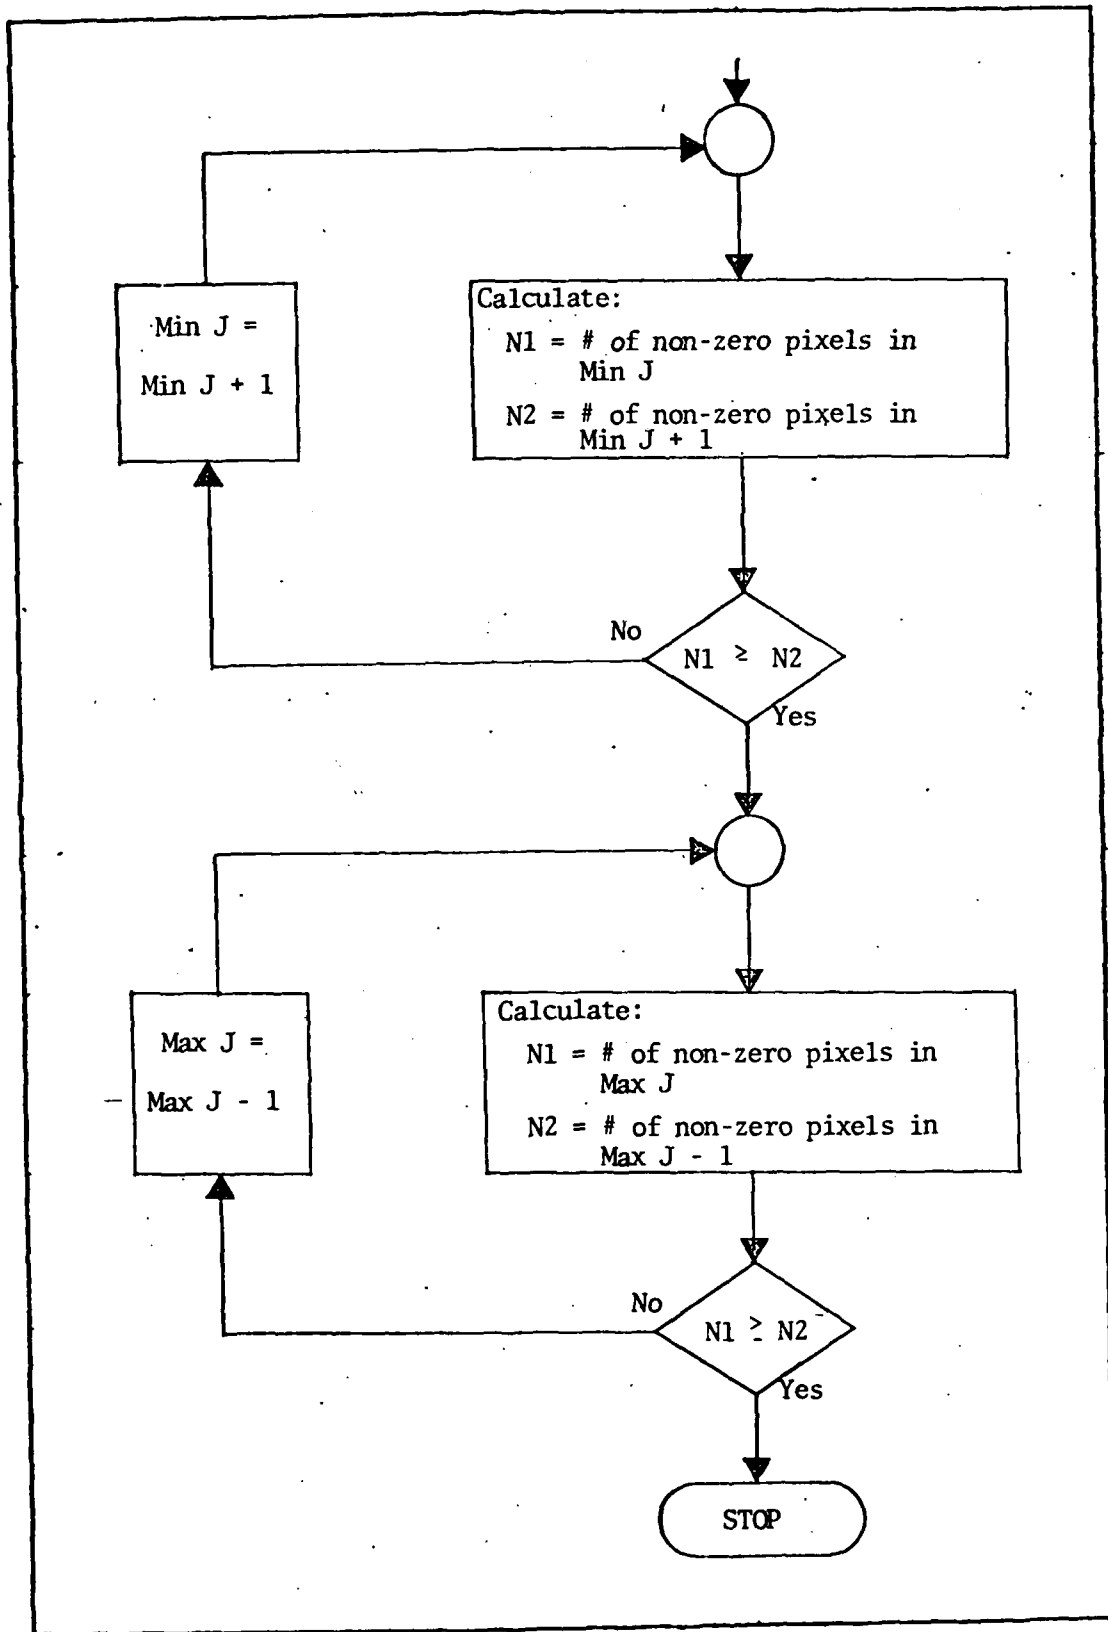 Min J =
Min J + 1
Calculate:
N1 = # of non-zero pixels in
Min J
N2 = # of non-zero pixels in
Min J + 1
No
N1 ≥ N2
Yes
Max J =
Max J - 1
Calculate:
N1 = # of non-zero pixels in
Max J
N2 = # of non-zero pixels in
Max J - 1
No
N1 ≥ N2
Yes
STOP